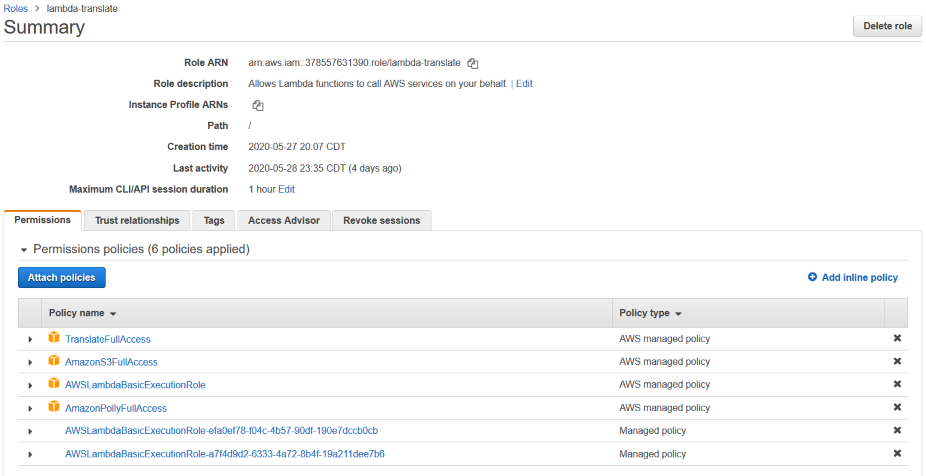 Roles > lambda-translate
Summary
Delete role
Role ARN arn:aws:iam::378557631390:role/lambda-translate
Role description Allows Lambda functions to call AWS services on your behalf. | Edit
Instance Profile ARNs
Path /
Creation time 2020-05-27 20:07 CDT
Last activity 2020-05-28 23:35 CDT (4 days ago)
Maximum CLI/API session duration 1 hour Edit
Permissions Trust relationships Tags Access Advisor Revoke sessions
Permissions policies (6 policies applied)
Attach policies Add inline policy
Policy name Policy type
TranslateFullAccess AWS managed policy
AmazonS3FullAccess AWS managed policy
AWSLambdaBasicExecutionRole AWS managed policy
AmazonPollyFullAccess AWS managed policy
AWSLambdaBasicExecutionRole-efa0ef78-f04c-4b57-90df-190e7dccb0cb Managed policy
AWSLambdaBasicExecutionRole-a7f4d9d2-6333-4a72-8b4f-19a211dee7b6 Managed policy